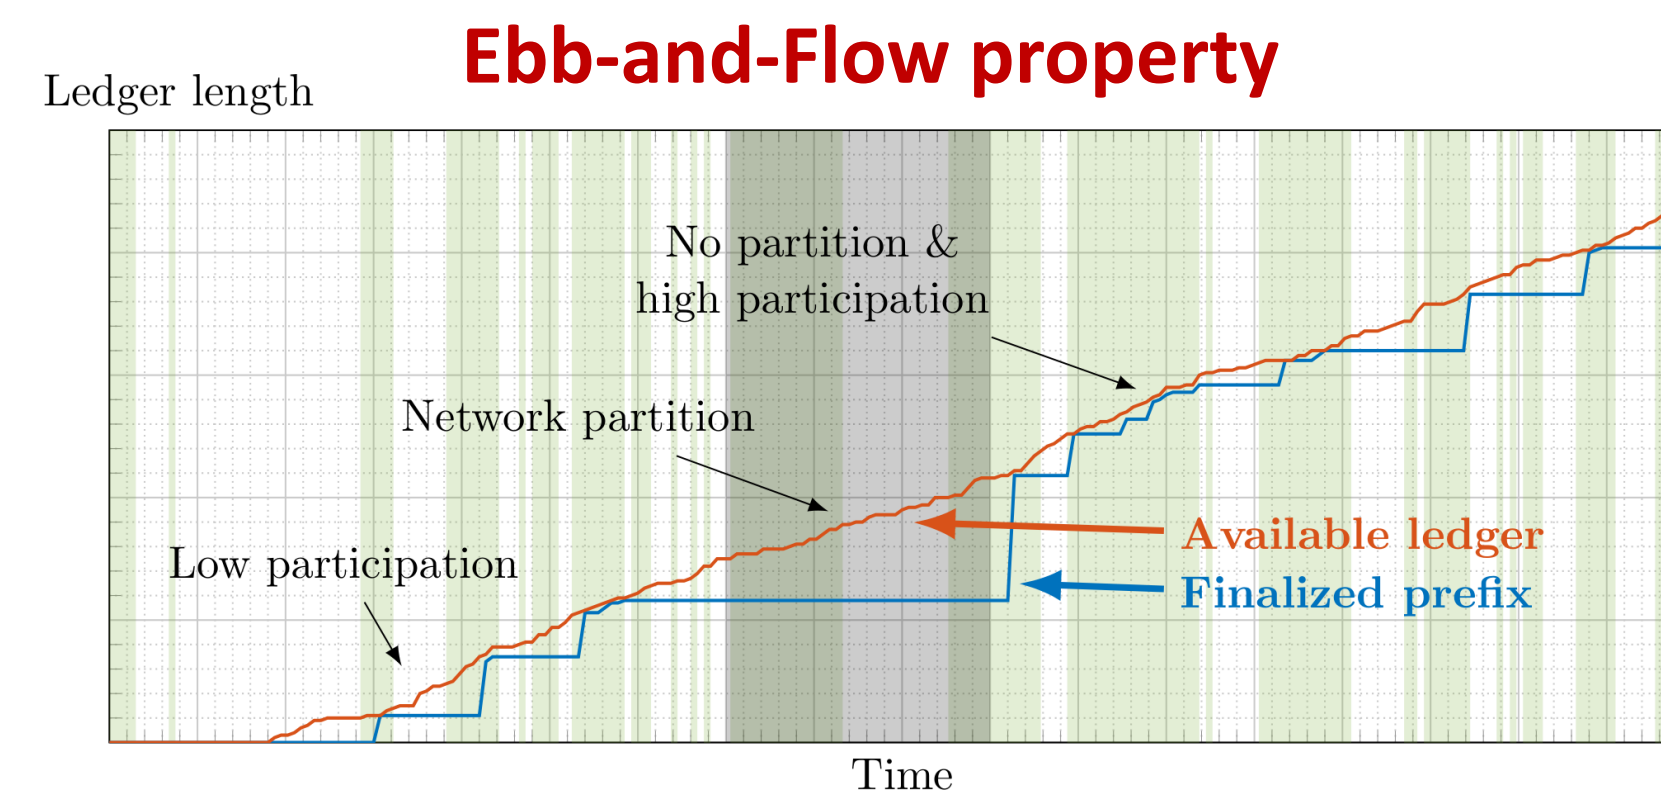 Ebb-and-Flow property
Ledger length
No partition &
high participation
Network partition
Low participation
Available ledger
Finalized prefix
Time